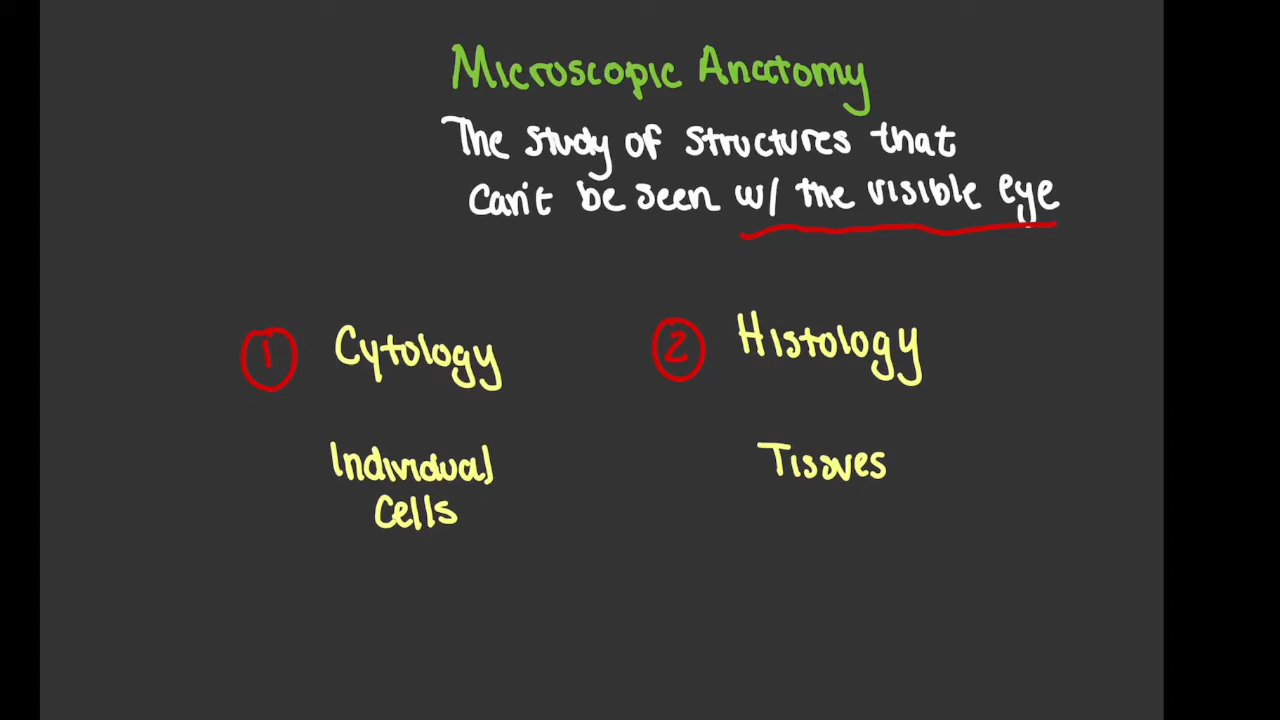 Microscopic Anatomy
The study of structures that
can't be seen w/ the visible eye
1 Cytology
2 Histology
Individual
Cells
Tissues